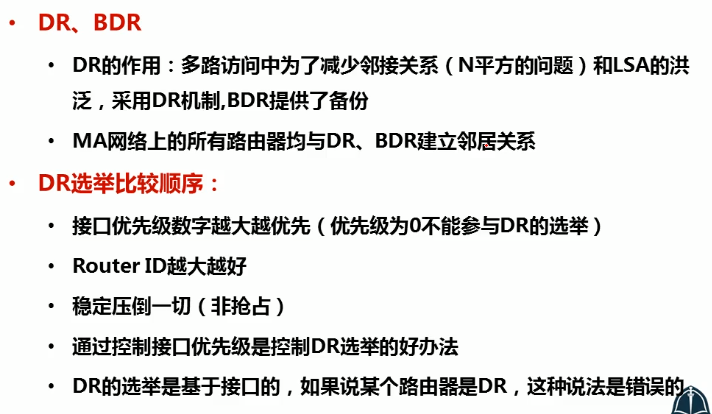 • DR、BDR
• DR的作用：多路访问中为了减少邻接关系（N平方的问题）和LSA的洪
泛，采用DR机制,BDR提供了备份
• MA网络上的所有路由器均与DR、BDR建立邻居关系
• DR选举比较顺序：
• 接口优先级数字越大越优先（优先级为0不能参与DR的选举）
• Router ID越大越好
• 稳定压倒一切（非抢占）
• 通过控制接口优先级是控制DR选举的好办法
• DR的选举是基于接口的，如果说某个路由器是DR，这种说法是错误的